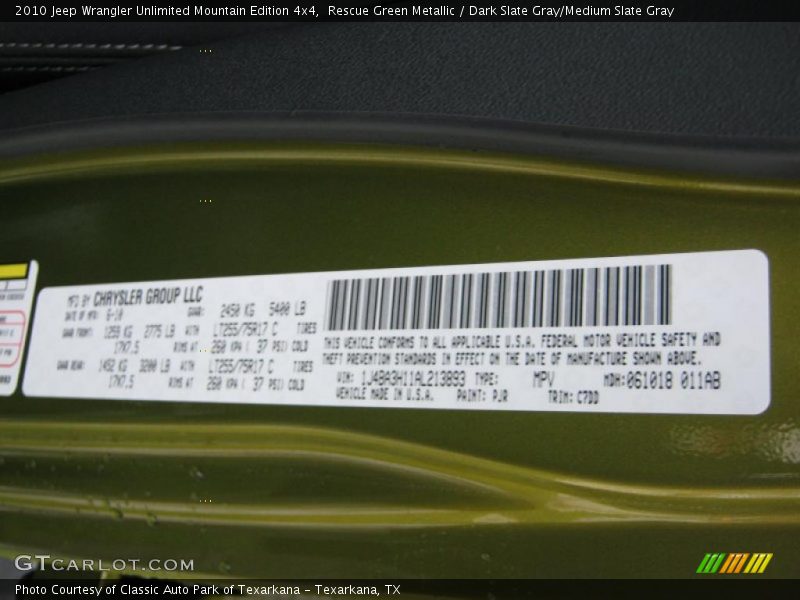 2010 Jeep Wrangler Unlimited Mountain Edition 4x4,  Rescue Green Metallic / Dark Slate Gray/Medium Slate Gray
MFD BY CHRYSLER GROUP LLC
DATE OF MFR: 6-10 GVWR: 2450 KG 5400 LB
GAWR FRONT: 1259 KG 2775 LB WITH LT255/75R17 C TIRES
17X7.5 RIMS AT 260 KPA ( 37 PSI) COLD
GAWR REAR: 1452 KG 3200 LB WITH LT255/75R17 C TIRES
17X7.5 RIMS AT 260 KPA ( 37 PSI) COLD
THIS VEHICLE CONFORMS TO ALL APPLICABLE U.S.A. FEDERAL MOTOR VEHICLE SAFETY AND
THEFT PREVENTION STANDARDS IN EFFECT ON THE DATE OF MANUFACTURE SHOWN ABOVE.
VIN: 1J4BA3H11AL213893 TYPE: MPV MDH:061018 011AB
VEHICLE MADE IN U.S.A. PAINT: PJR TRIM: C7DD
GTCARLOT.COM
Photo Courtesy of Classic Auto Park of Texarkana - Texarkana, TX